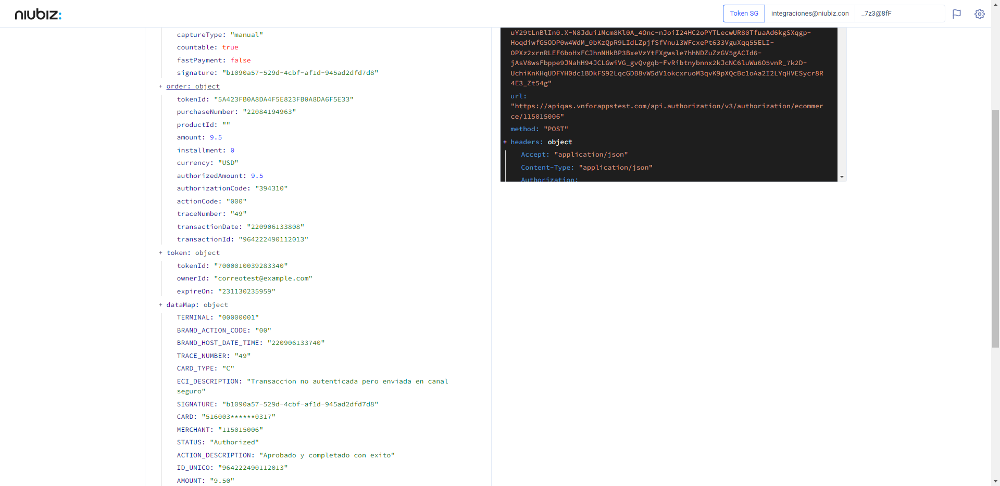 niubiz:
Token SG
integraciones@niubiz.con
_7z3@8fF
captureType: "manual"
countable: true
fastPayment: false
signature: "b1090a57-529d-4cbf-af1d-945ad2dfd7d8"
+ order: object
tokenId: "5A423FB0A8DA4F5E823FB0A8DA6F5E33"
purchaseNumber: "22084194963"
productId: ""
amount: 9.5
installment: 0
currency: "USD"
authorizedAmount: 9.5
authorizationCode: "394310"
actionCode: "000"
traceNumber: "49"
transactionDate: "220906133808"
transactionId: "964222490112013"
+ token: object
tokenId: "7000010039283340"
ownerId: "correotest@example.com"
expireOn: "231130235959"
+ dataMap: object
TERMINAL: "00000001"
BRAND_ACTION_CODE: "00"
BRAND_HOST_DATE_TIME: "220906133740"
TRACE_NUMBER: "49"
CARD_TYPE: "C"
ECI_DESCRIPTION: "Transaccion no autenticada pero enviada en canal
seguro"
SIGNATURE: "b1090a57-529d-4cbf-af1d-945ad2dfd7d8"
CARD: "516003******0317"
MERCHANT: "115015006"
STATUS: "Authorized"
ACTION_DESCRIPTION: "Aprobado y completado con exito"
ID_UNICO: "964222490112013"
AMOUNT: "9.50"
uY29tLnBlIn0.X-N8Jdui1Mcm8Kl0A_4Onc-nJoiI24HC2oPYTLecwUR80TfuaAd6kgSXqgp-
HoqdiwfG5ODP0w4WdM_0bKzQpR9LIdLZpjfSfVnul3WFcxePt633VguXqq55ELI-
OPXz2xrnRLEF6boHxFCJhnNHkBP3BxeVzYtFXgwsle7hhNDZuZzGV5gACId6-
jAsV8wsFbppe9JNahH94JCLGwiVG_gvQvgqb-FvRibtnybnnx2kJcNC6luWu6O5vnR_7k2D-
UchiKnKHqUDFYH0dc1BDkFS92LqcGDB8vW5dV1okcxruoM3qvK9pXQcBc1oAa2I2LYqHVESycr8R
4E3_Zt54g"
url:
"https://apiqas.vnforappstest.com/api.authorization/v3/authorization/ecommer
ce/115015006"
method: "POST"
+ headers: object
Accept: "application/json"
Content-Type: "application/json"
Authorization: